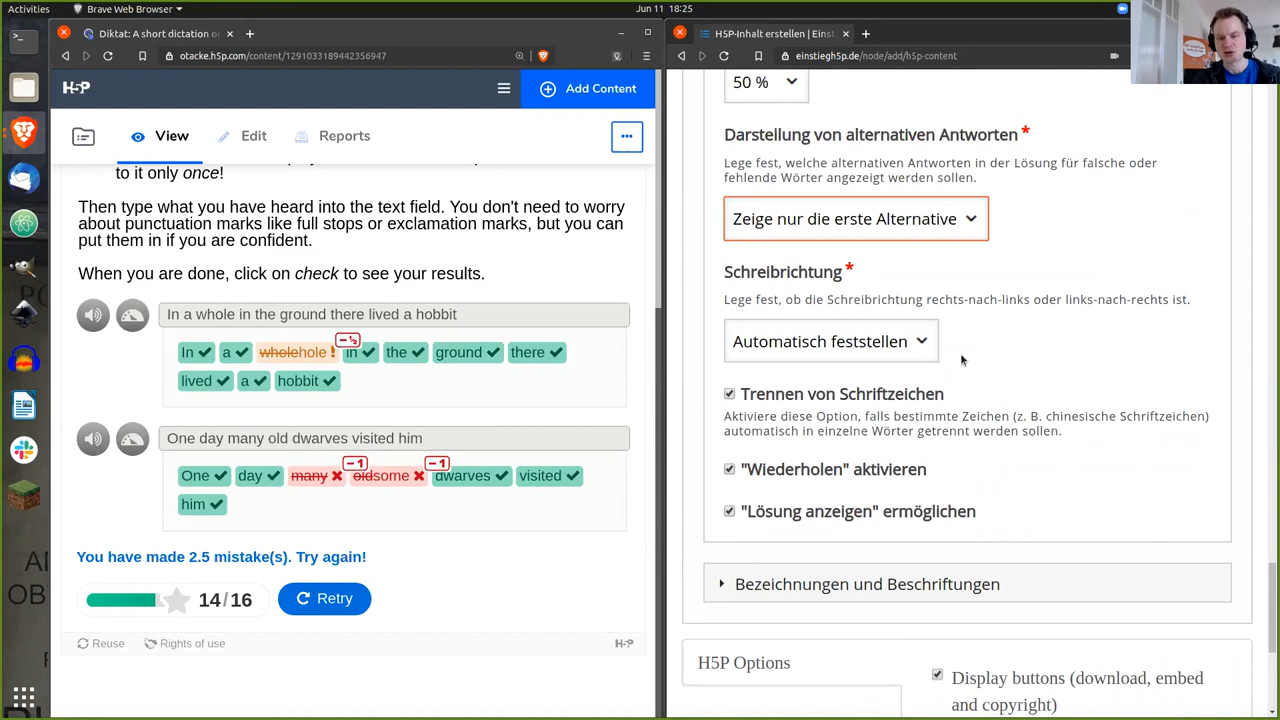 Activities
Brave Web Browser
Jun 11 18:25
Diktat: A short dictation o
otacke.h5p.com/content/1291033189442356947
H5P
Add Content
View
Edit
Reports
to it only once!
Then type what you have heard into the text field. You don't need to worry
about punctuation marks like full stops or exclamation marks, but you can
put them in if you are confident.
When you are done, click on check to see your results.
In a whole in the ground there lived a hobbit
In a wholehole! -½ in the ground there
lived a hobbit
One day many old dwarves visited him
One day many -1 oldsome -1 dwarves visited
him
You have made 2.5 mistake(s). Try again!
14/16
Retry
Reuse
Rights of use
H5P
H5P-Inhalt erstellen | Einst
einstiegh5p.de/node/add/h5p-content
50 %
Darstellung von alternativen Antworten *
Lege fest, welche alternativen Antworten in der Lösung für falsche oder
fehlende Wörter angezeigt werden sollen.
Zeige nur die erste Alternative
Schreibrichtung *
Lege fest, ob die Schreibrichtung rechts-nach-links oder links-nach-rechts ist.
Automatisch feststellen
Trennen von Schriftzeichen
Aktiviere diese Option, falls bestimmte Zeichen (z. B. chinesische Schriftzeichen)
automatisch in einzelne Wörter getrennt werden sollen.
"Wiederholen" aktivieren
"Lösung anzeigen" ermöglichen
Bezeichnungen und Beschriftungen
H5P Options
Display buttons (download, embed
and copyright)